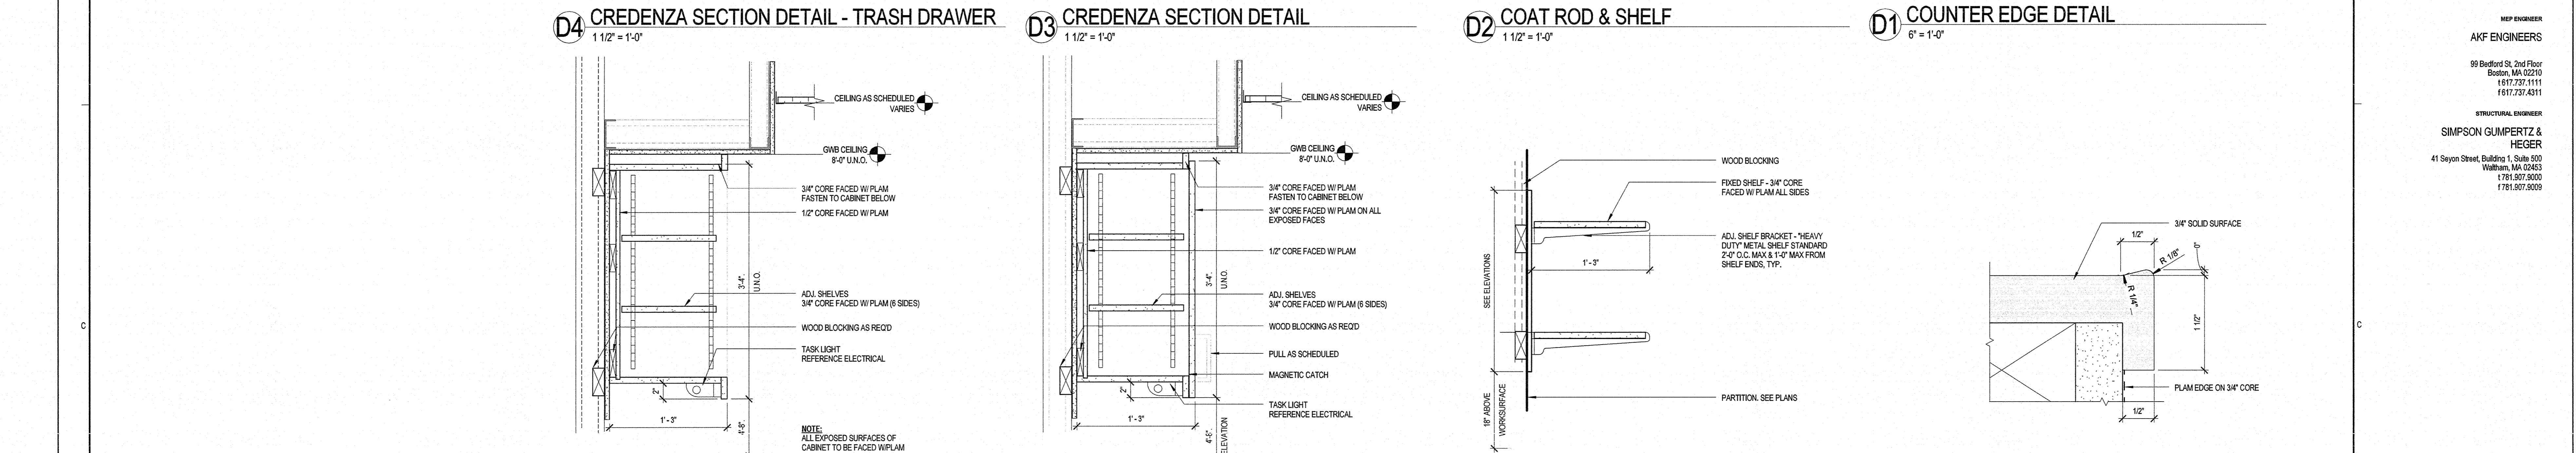 D4 CREDENZA SECTION DETAIL - TRASH DRAWER
1 1/2" = 1'-0"
CEILING AS SCHEDULED
VARIES
GWB CEILING
8'-0" U.N.O.
3/4" CORE FACED W/ PLAM
FASTEN TO CABINET BELOW
1/2" CORE FACED W/ PLAM
3'-4".
U.N.O.
ADJ. SHELVES
3/4" CORE FACED W/ PLAM (6 SIDES)
WOOD BLOCKING AS REQ'D
TASK LIGHT
REFERENCE ELECTRICAL
2"
1' - 3"
4'-8".
NOTE:
ALL EXPOSED SURFACES OF
CABINET TO BE FACED W/PLAM
D3 CREDENZA SECTION DETAIL
1 1/2" = 1'-0"
CEILING AS SCHEDULED
VARIES
GWB CEILING
8'-0" U.N.O.
3/4" CORE FACED W/ PLAM
FASTEN TO CABINET BELOW
3/4" CORE FACED W/ PLAM ON ALL
EXPOSED FACES
1/2" CORE FACED W/ PLAM
3'-4".
U.N.O.
ADJ. SHELVES
3/4" CORE FACED W/ PLAM (6 SIDES)
WOOD BLOCKING AS REQ'D
PULL AS SCHEDULED
MAGNETIC CATCH
2"
TASK LIGHT
REFERENCE ELECTRICAL
1' - 3"
4'-8".
ELEVATION
D2 COAT ROD & SHELF
1 1/2" = 1'-0"
WOOD BLOCKING
FIXED SHELF - 3/4" CORE
FACED W/ PLAM ALL SIDES
ADJ. SHELF BRACKET - "HEAVY
DUTY" METAL SHELF STANDARD
2'-0" O.C. MAX & 1'-0" MAX FROM
SHELF ENDS, TYP.
1' - 3"
SEE ELEVATIONS
18" ABOVE
WORKSURFACE
PARTITION. SEE PLANS
D1 COUNTER EDGE DETAIL
6" = 1'-0"
3/4" SOLID SURFACE
1/2"
R 1/8"
0"
R 1/4"
1 1/2"
PLAM EDGE ON 3/4" CORE
1/2"
C
C
MEP ENGINEER
AKF ENGINEERS
99 Bedford St, 2nd Floor
Boston, MA 02210
t 617.737.1111
f 617.737.4311
STRUCTURAL ENGINEER
SIMPSON GUMPERTZ &
HEGER
41 Seyon Street, Building 1, Suite 500
Waltham, MA 02453
t 781.907.9000
f 781.907.9009